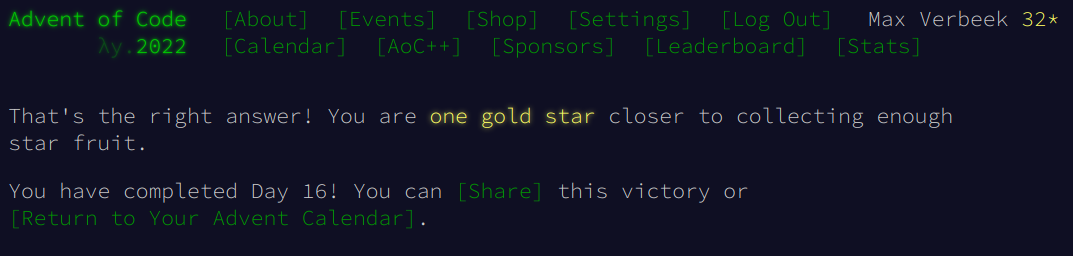 Advent of Code [About] [Events] [Shop] [Settings] [Log Out] Max Verbeek 32*
λy.2022 [Calendar] [AoC++] [Sponsors] [Leaderboard] [Stats]
That's the right answer! You are one gold star closer to collecting enough
star fruit.
You have completed Day 16! You can [Share] this victory or
[Return to Your Advent Calendar].